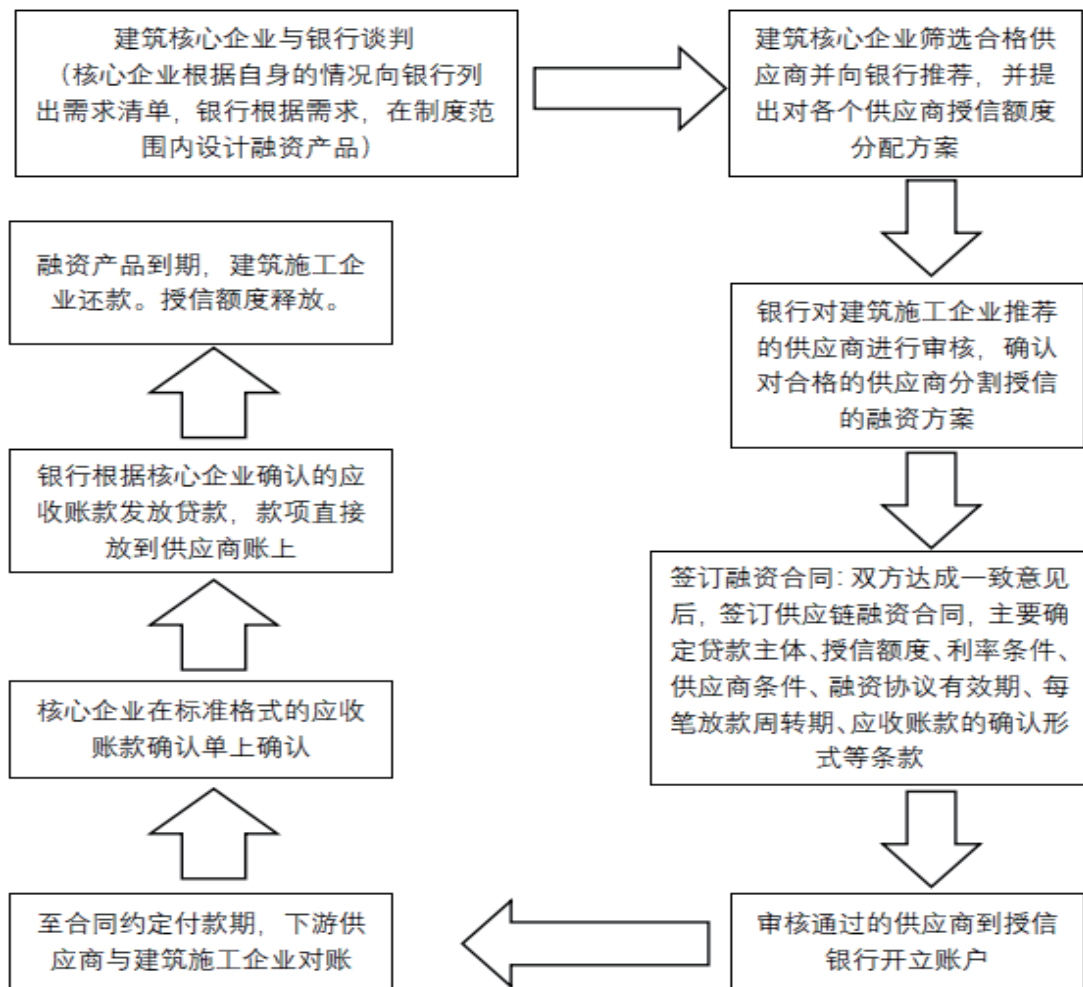 建筑核心企业与银行谈判
（核心企业根据自身的情况向银行列
出需求清单，银行根据需求，在制度范
围内设计融资产品）
建筑核心企业筛选合格供
应商并向银行推荐，并提
出对各个供应商授信额度
分配方案
银行对建筑施工企业推荐
的供应商进行审核，确认
对合格的供应商分割授信
的融资方案
签订融资合同：双方达成一致意见
后，签订供应链融资合同，主要确
定贷款主体、授信额度、利率条件、
供应商条件、融资协议有效期、每
笔放款周转期、应收账款的确认形
式等条款
审核通过的供应商到授信
银行开立账户
至合同约定付款期，下游供
应商与建筑施工企业对账
核心企业在标准格式的应收
账款确认单上确认
银行根据核心企业确认的应
收账款发放贷款，款项直接
放到供应商账上
融资产品到期，建筑施工企
业还款。授信额度释放。